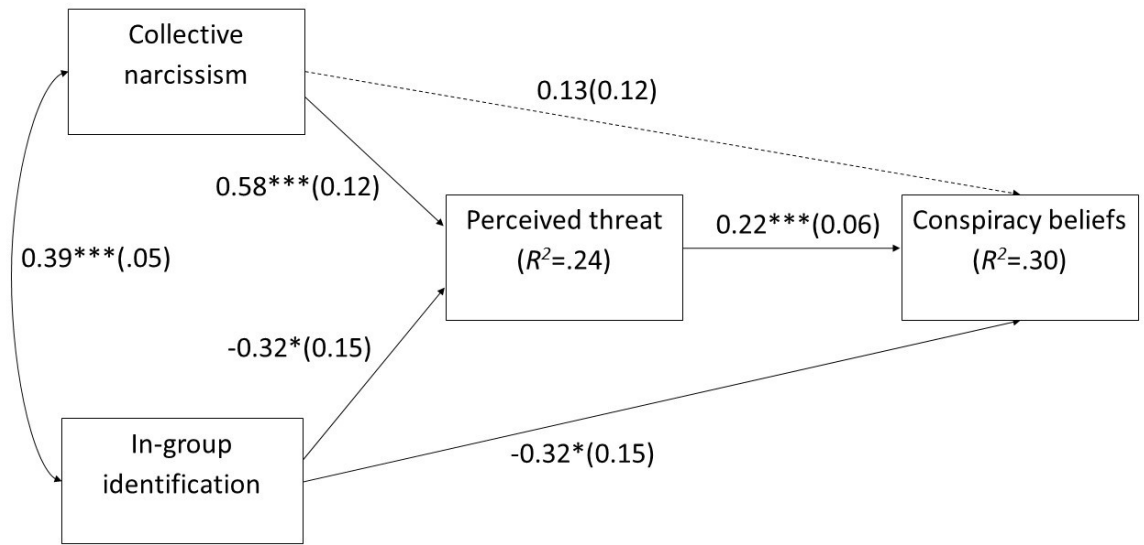 Collective
narcissism
0.13(0.12)
0.58***(0.12)
Perceived threat
(R²=.24)
0.22***(0.06)
Conspiracy beliefs
(R²=.30)
0.39***(.05)
-0.32*(0.15)
In-group
identification
-0.32*(0.15)